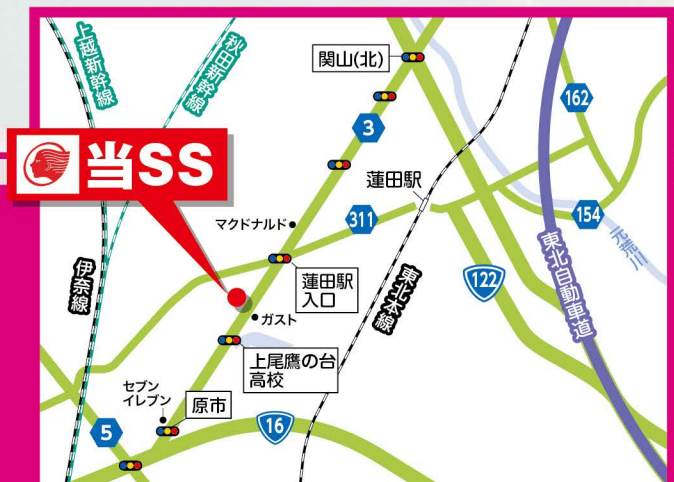 上越新幹線
秋田新幹線
関山(北)
162
3
当SS
蓮田駅
マクドナルド
311
154
元荒川
伊奈線
蓮田駅
入口
東北本線
122
東北自動車道
ガスト
上尾鷹の台
高校
セブン
イレブン
原市
5
16